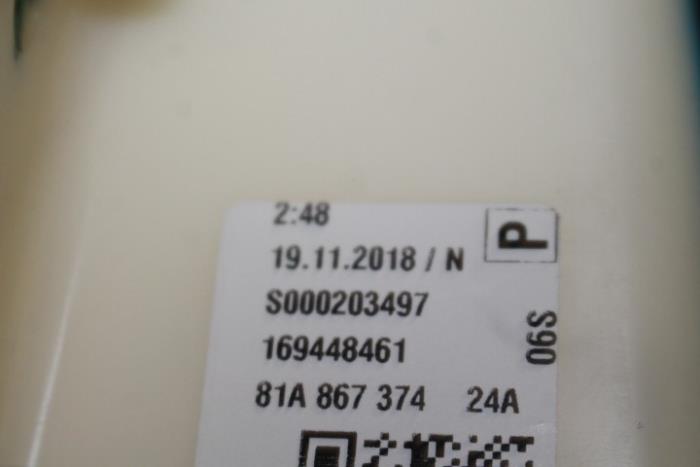 2:48
19.11.2018 / N
P
S000203497
169448461
S90
81A 867 374 24A